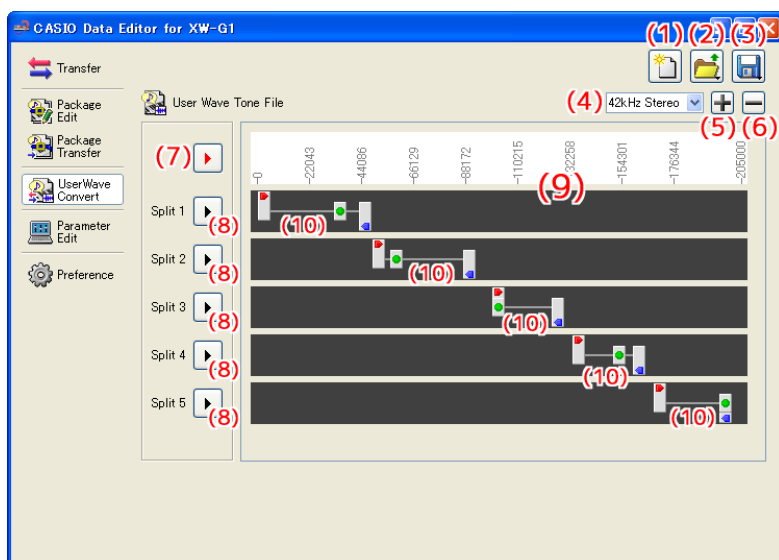 CASIO Data Editor for XW-G1
(1) (2) (3)
Transfer
Package
Edit
Package
Transfer
UserWave
Convert
Parameter
Edit
Preference
User Wave Tone File
(4) 42kHz Stereo
(5) (6)
(7)
-0
-22043
-44086
-66129
-88172
-110215
32258
-154301
-176344
-205000
(9)
Split 1 (8) (10)
Split 2 (8) (10)
Split 3 (8) (10)
Split 4 (8) (10)
Split 5 (8) (10)